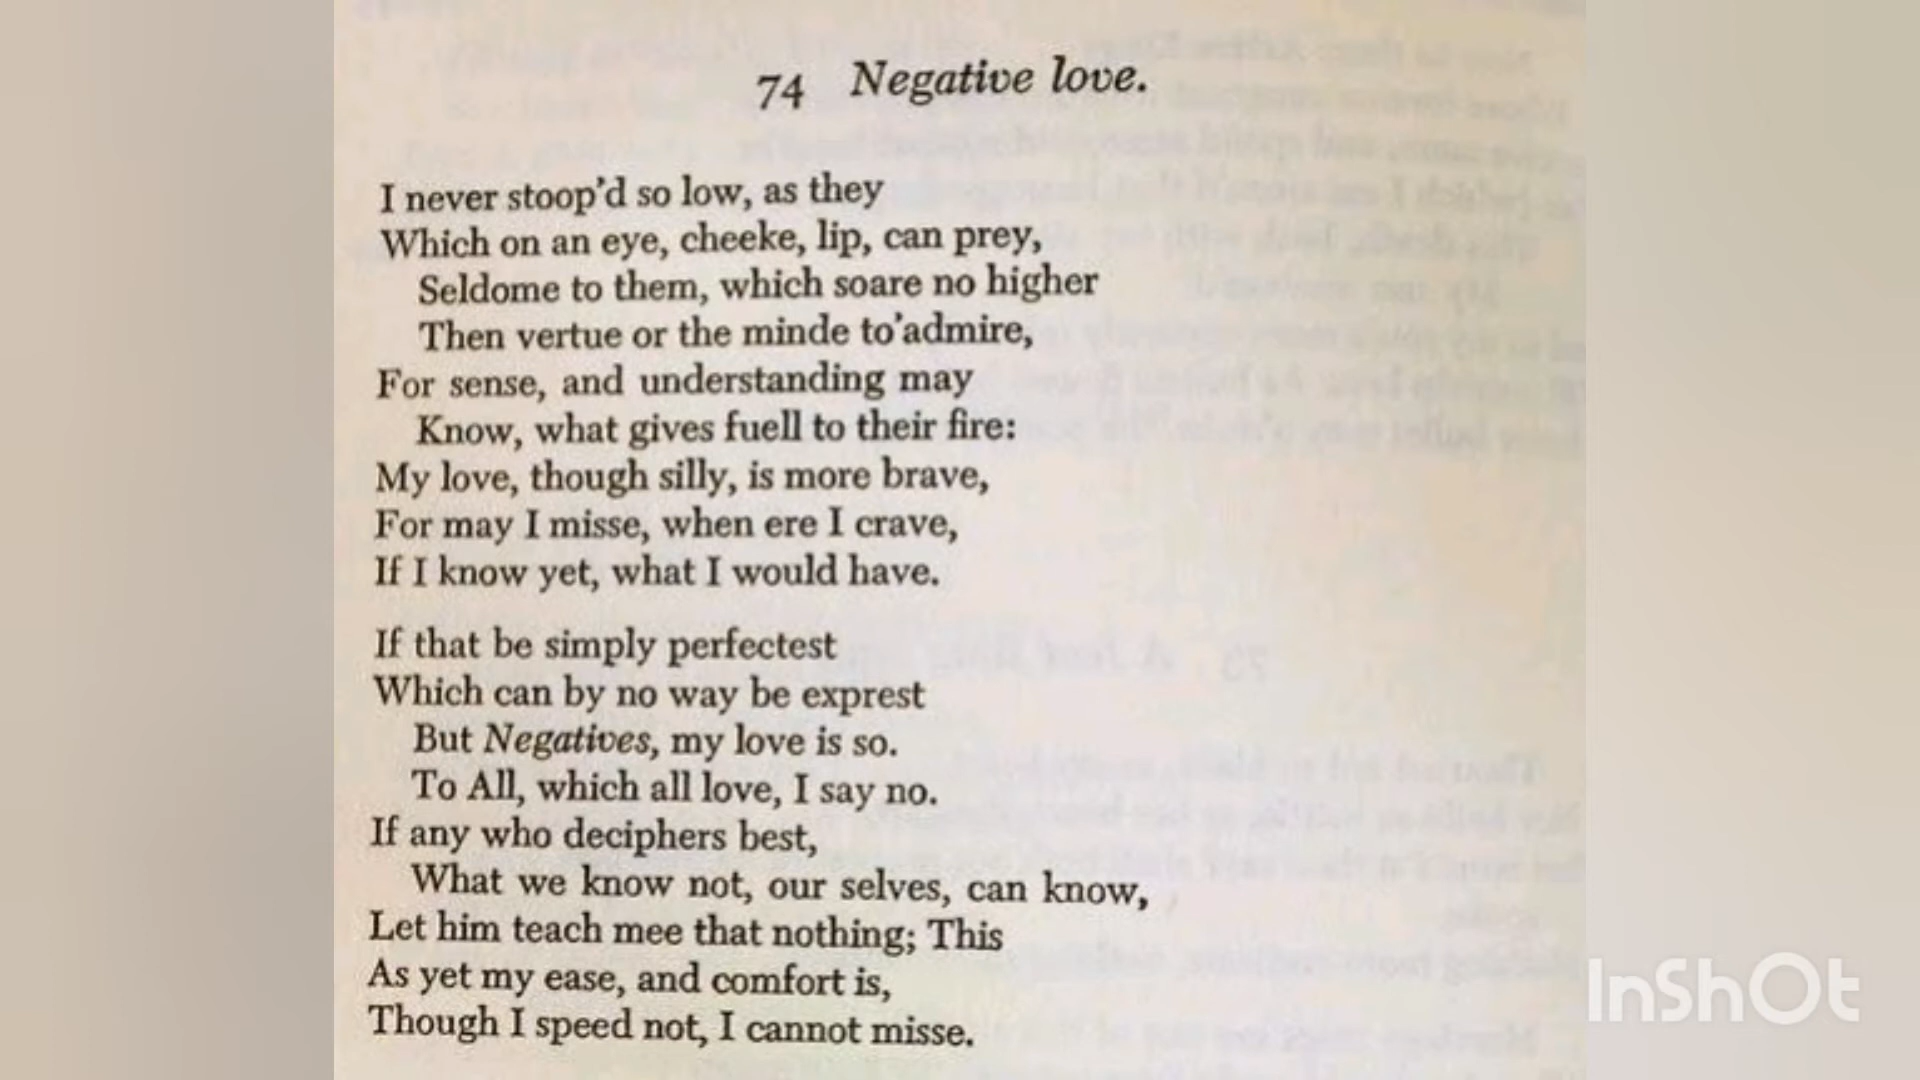 74 Negative love.
I never stoop'd so low, as they
Which on an eye, cheeke, lip, can prey,
Seldome to them, which soare no higher
Then vertue or the minde to'admire,
For sense, and understanding may
Know, what gives fuell to their fire:
My love, though silly, is more brave,
For may I misse, when ere I crave,
If I know yet, what I would have.
If that be simply perfectest
Which can by no way be exprest
But Negatives, my love is so.
To All, which all love, I say no.
If any who deciphers best,
What we know not, our selves, can know,
Let him teach mee that nothing; This
As yet my ease, and comfort is,
Though I speed not, I cannot misse.
InShOt